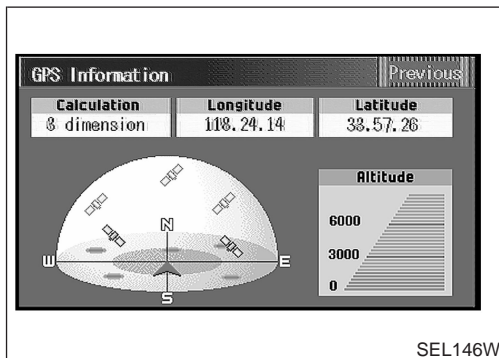 GPS Information Previous
Calculation Longitude Latitude
3 dimension 118.24.14 33.57.26
Altitude
6000
3000
0
N
W E
S
SEL146W